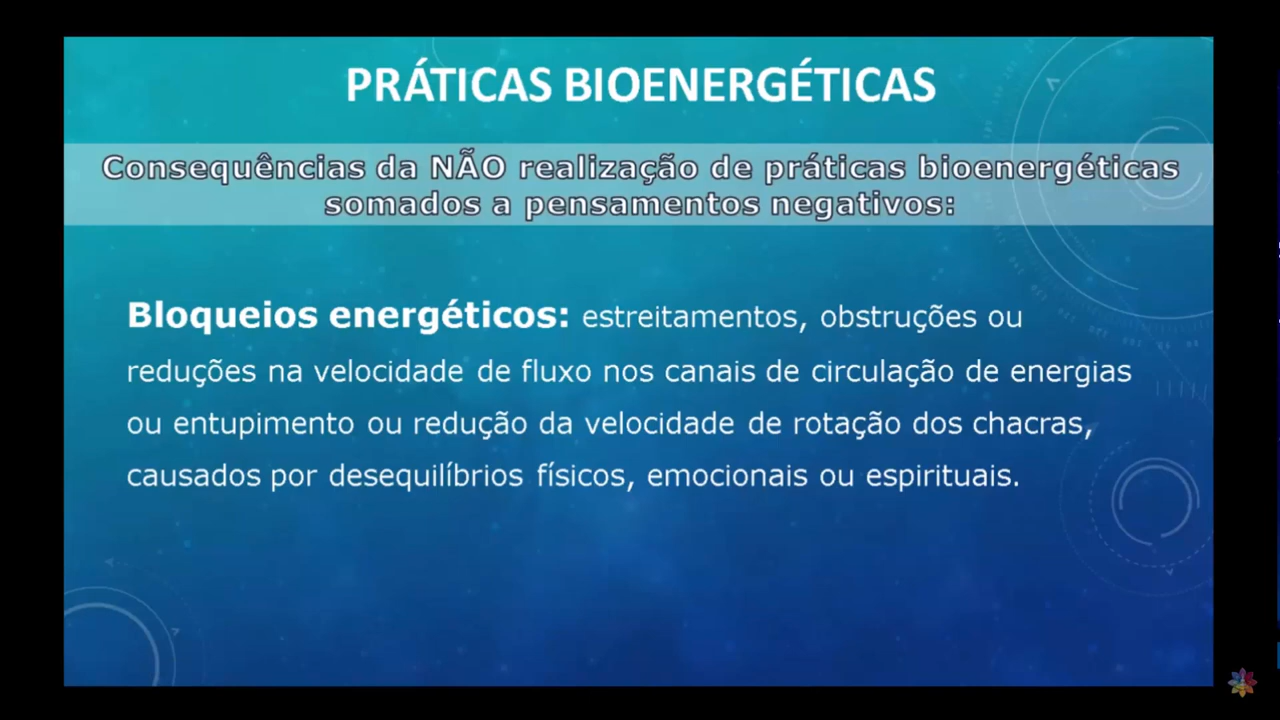 PRÁTICAS BIOENERGÉTICAS
Consequências da NÃO realização de práticas bioenergéticas
somados a pensamentos negativos:
Bloqueios energéticos: estreitamentos, obstruções ou
reduções na velocidade de fluxo nos canais de circulação de energias
ou entupimento ou redução da velocidade de rotação dos chacras,
causados por desequilíbrios físicos, emocionais ou espirituais.